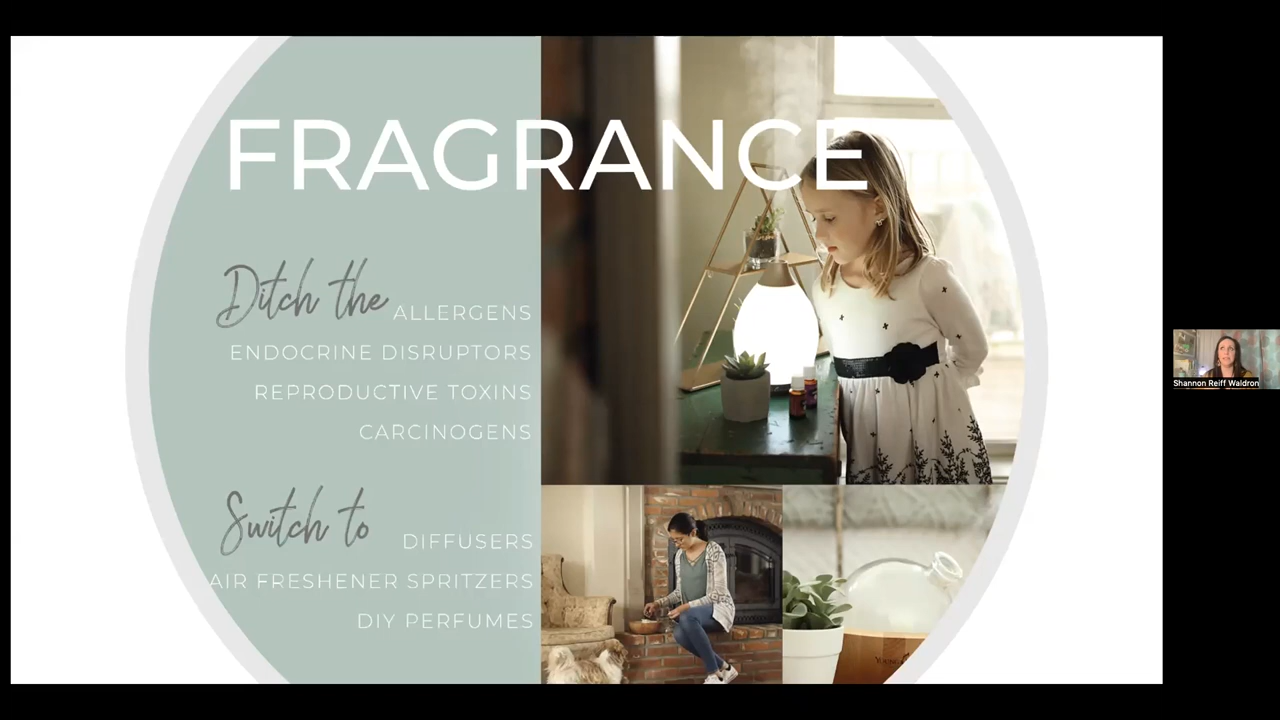 FRAGRANCE
Ditch the ALLERGENS
ENDOCRINE DISRUPTORS
REPRODUCTIVE TOXINS
CARCINOGENS
Switch to DIFFUSERS
AIR FRESHENER SPRITZERS
DIY PERFUMES
Shannon Reiff Waldron